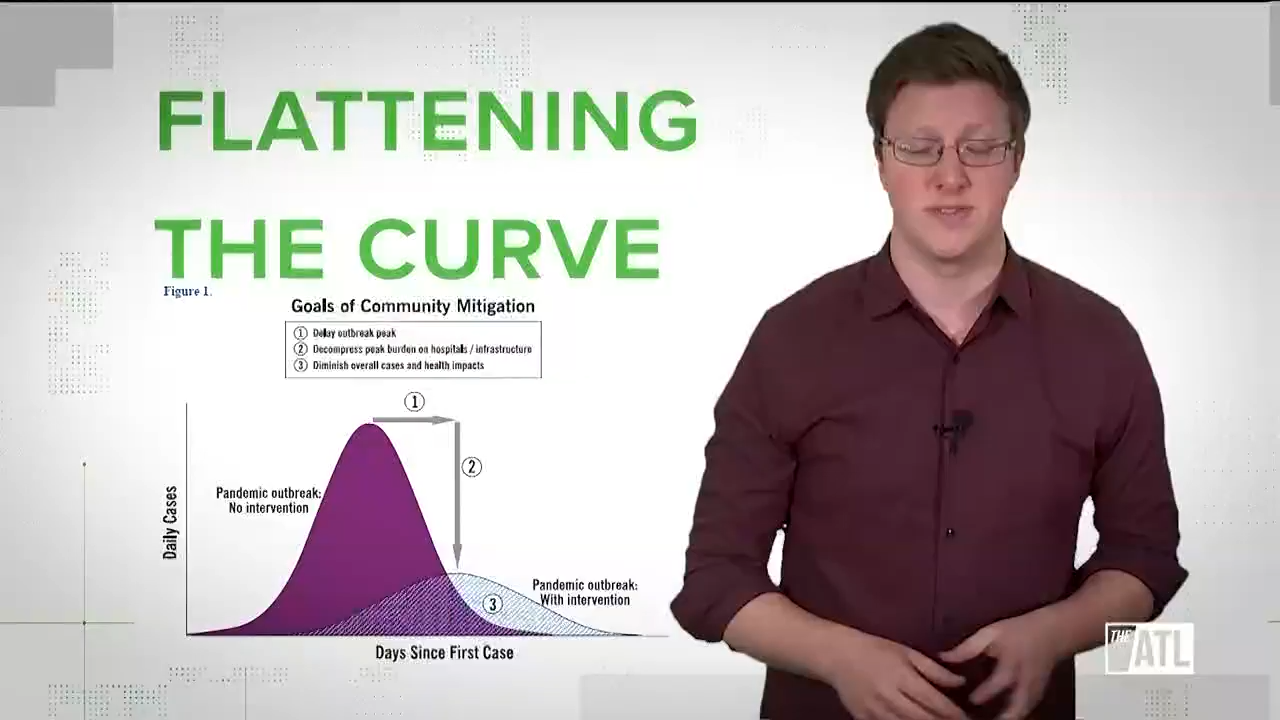 FLATTENING
THE CURVE
Figure 1.
Goals of Community Mitigation
① Delay outbreak peak
② Decompress peak burden on hospitals / infrastructure
③ Diminish overall cases and health impacts
①
②
Pandemic outbreak:
No intervention
Daily Cases
Pandemic outbreak:
With intervention
③
Days Since First Case
THE ATL